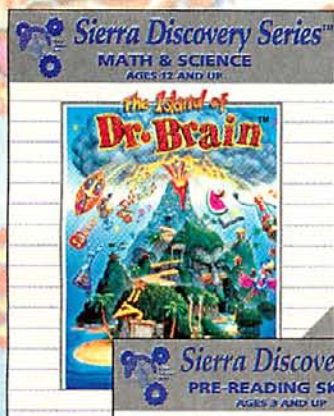 Sierra Discovery Series™
MATH & SCIENCE
AGES 12 AND UP
The Island of
Dr. Brain™
Sierra Discove
PRE-READING SK
AGES 3 AND UP